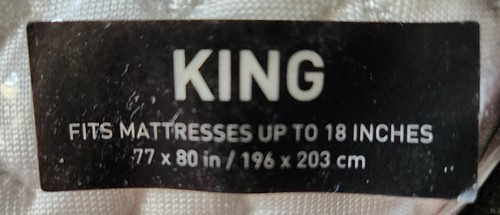 KING
FITS MATTRESSES UP TO 18 INCHES
77 x 80 in / 196 x 203 cm